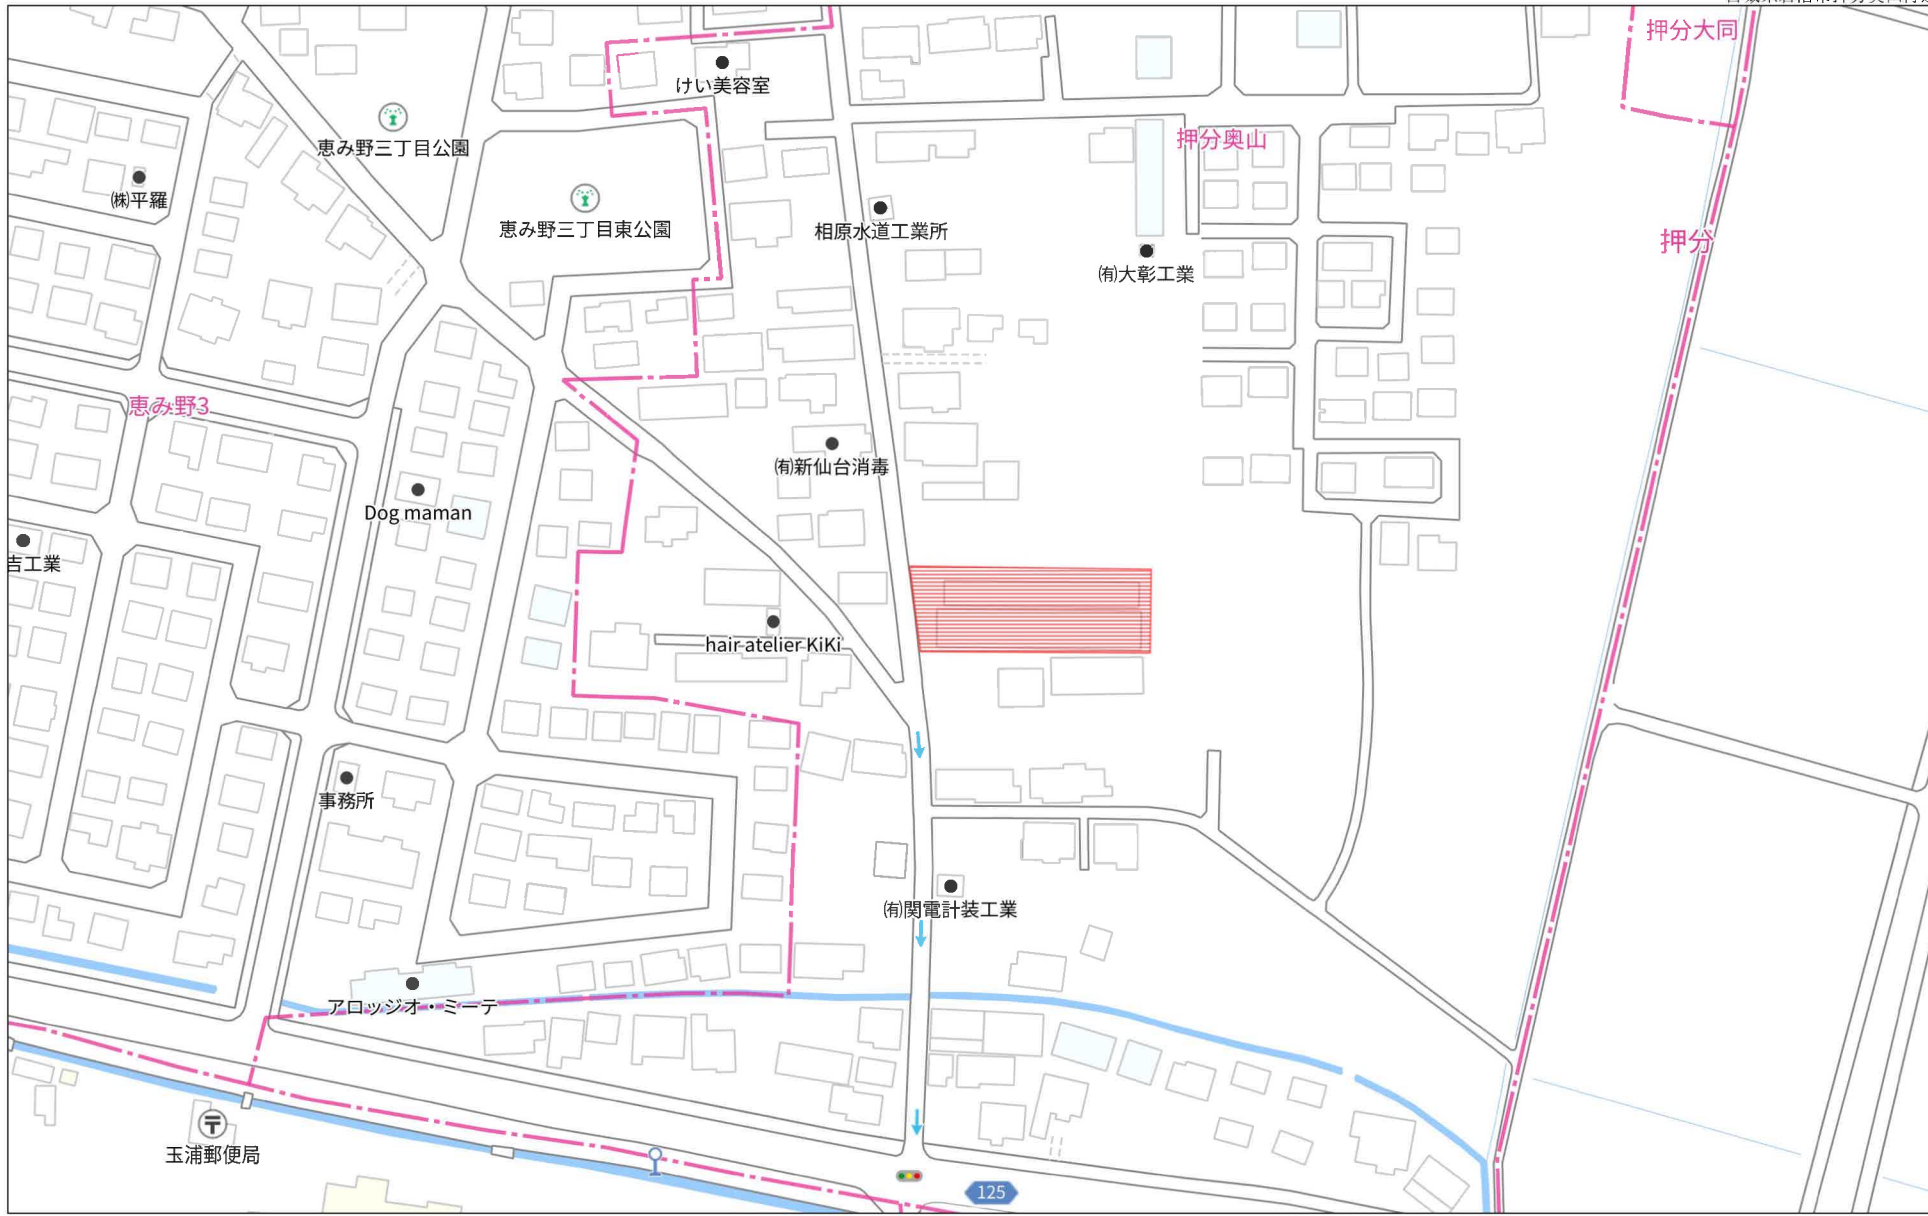 押分大同
けい美容室
恵み野三丁目公園
押分奥山
㈱平羅
恵み野三丁目東公園
相原水道工業所
押分
㈲大彰工業
恵み野3
㈲新仙台消毒
Dog maman
吉工業
hair atelier KiKi
事務所
㈲関電計装工業
アロッジオ・ミーテ
玉浦郵便局
125